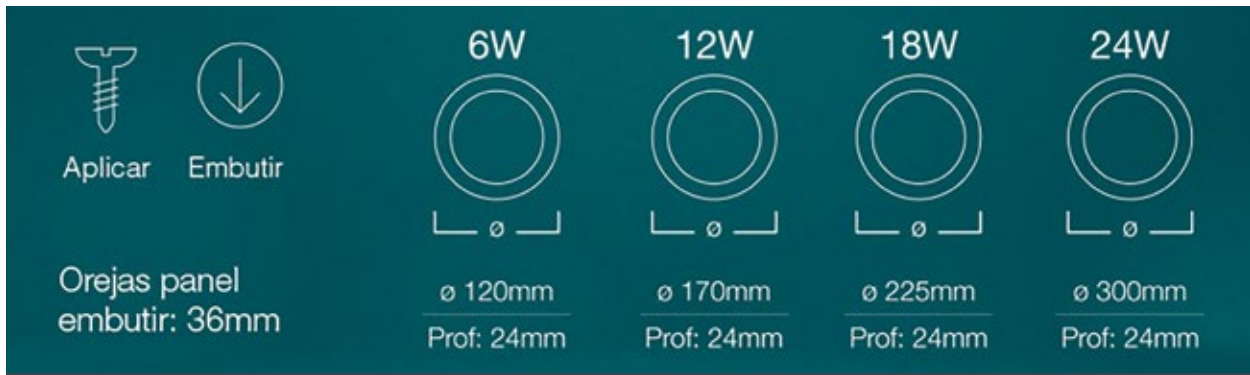 Aplicar
Embutir
Orejas panel
embutir: 36mm
6W
ø
ø 120mm
Prof: 24mm
12W
ø
ø 170mm
Prof: 24mm
18W
ø
ø 225mm
Prof: 24mm
24W
ø
ø 300mm
Prof: 24mm